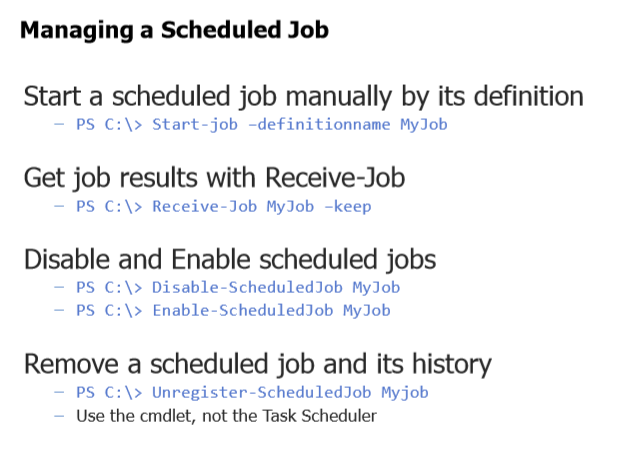 Managing a Scheduled Job
Start a scheduled job manually by its definition
– PS C:\> Start-job –definitionname MyJob
Get job results with Receive-Job
– PS C:\> Receive-Job MyJob –keep
Disable and Enable scheduled jobs
– PS C:\> Disable-ScheduledJob MyJob
– PS C:\> Enable-ScheduledJob MyJob
Remove a scheduled job and its history
– PS C:\> Unregister-ScheduledJob Myjob
– Use the cmdlet, not the Task Scheduler